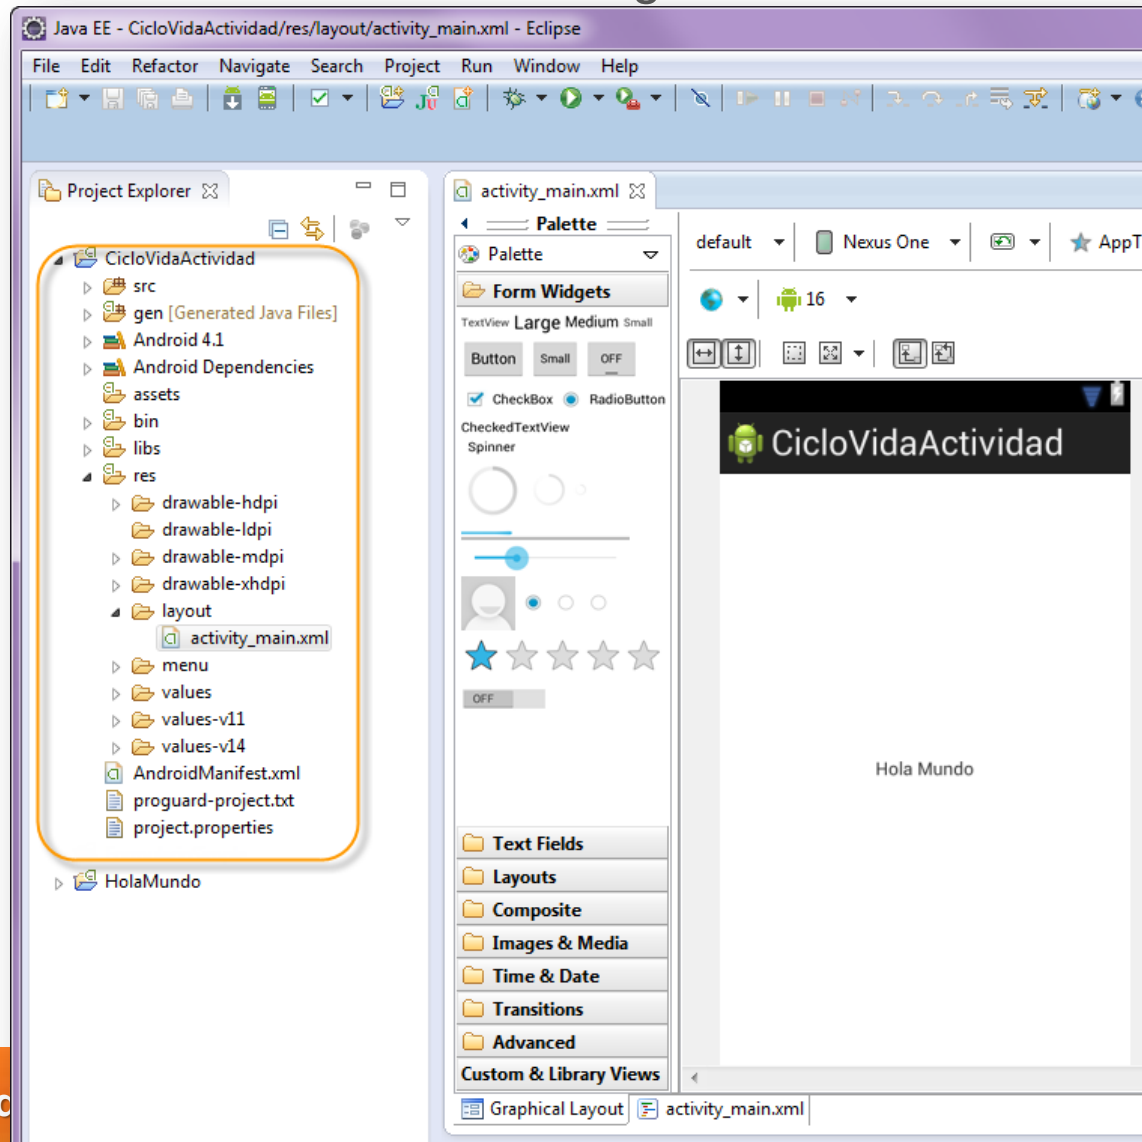 Java EE - CicloVidaActividad/res/layout/activity_main.xml - Eclipse
File Edit Refactor Navigate Search Project Run Window Help
Project Explorer
CicloVidaActividad
src
gen [Generated Java Files]
Android 4.1
Android Dependencies
assets
bin
libs
res
drawable-hdpi
drawable-ldpi
drawable-mdpi
drawable-xhdpi
layout
activity_main.xml
menu
values
values-v11
values-v14
AndroidManifest.xml
proguard-project.txt
project.properties
HolaMundo
activity_main.xml
Palette
Palette
Form Widgets
TextView Large Medium Small
Button Small OFF
CheckBox RadioButton
CheckedTextView
Spinner
OFF
Text Fields
Layouts
Composite
Images & Media
Time & Date
Transitions
Advanced
Custom & Library Views
default Nexus One AppT
16
CicloVidaActividad
Hola Mundo
Graphical Layout activity_main.xml